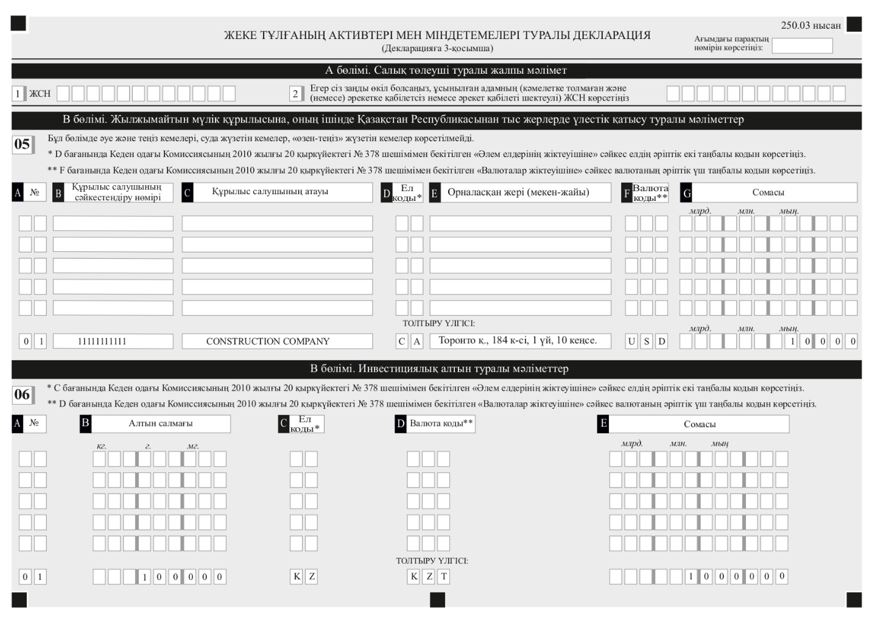 250.03 нысан
ЖЕКЕ ТҰЛҒАНЫҢ АКТИВТЕРІ МЕН МІНДЕТЕМЕЛЕРІ ТУРАЛЫ ДЕКЛАРАЦИЯ
(Декларацияға 3-қосымша)
Ағымдағы парақтың
нөмірін көрсетіңіз:
А бөлімі. Салық төлеуші туралы жалпы мәлімет
1 ЖСН
2 Егер сіз заңды өкіл болсаңыз, ұсынылған адамның (кәмелетке толмаған және
(немесе) әрекетке қабілетсіз немесе әрекет қабілеті шектеулі) ЖСН көрсетіңіз
В бөлімі. Жылжымайтын мүлік құрылысына, оның ішінде Қазақстан Республикасынан тыс жерлерде үлестік қатысу туралы мәліметтер
05 Бұл бөлімде әуе және теңіз кемелері, суда жүзетін кемелер, «өзен-теңіз» жүзетін кемелер көрсетілмейді.
* D бағанында Кеден одағы Комиссиясының 2010 жылғы 20 қыркүйектегі № 378 шешімімен бекітілген «Әлем елдерінің жіктеуішіне» сәйкес елдің әріптік екі таңбалы кодын көрсетіңіз.
** F бағанында Кеден одағы Комиссиясының 2010 жылғы 20 қыркүйектегі № 378 шешімімен бекітілген «Валюталар жіктеуішіне» сәйкес валютаның әріптік үш таңбалы кодын көрсетіңіз.
A № B Құрылыс салушының сәйкестендіру нөмірі C Құрылыс салушының атауы D Ел коды* E Орналасқан жері (мекен-жайы) F Валюта коды** G Сомасы
млрд. млн. мың.
ТОЛТЫРУ ҮЛГІСІ:
млрд. млн. мың.
0 1 11111111111 CONSTRUCTION COMPANY C A Торонто қ., 184 к-сі, 1 үй, 10 кеңсе. U S D 1 0 0 0 0
В бөлімі. Инвестициялық алтын туралы мәліметтер
06 * C бағанында Кеден одағы Комиссиясының 2010 жылғы 20 қыркүйектегі № 378 шешімімен бекітілген «Әлем елдерінің жіктеуішіне» сәйкес елдің әріптік екі таңбалы кодын көрсетіңіз.
** D бағанында Кеден одағы Комиссиясының 2010 жылғы 20 қыркүйектегі № 378 шешімімен бекітілген «Валюталар жіктеуішіне» сәйкес валютаның әріптік үш таңбалы кодын көрсетіңіз.
A № B Алтын салмағы C Ел коды* D Валюта коды** E Сомасы
кг. г. мг. млрд. млн. мың
ТОЛТЫРУ ҮЛГІСІ:
0 1 1 0 0 0 0 0 K Z K Z T 1 0 0 0 0 0 0